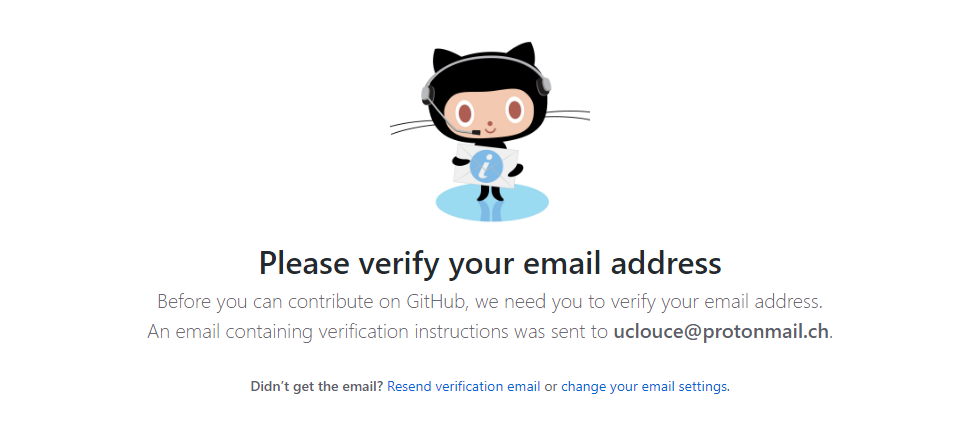 Please verify your email address
Before you can contribute on GitHub, we need you to verify your email address.
An email containing verification instructions was sent to uclouce@protonmail.ch.
Didn’t get the email? Resend verification email or change your email settings.